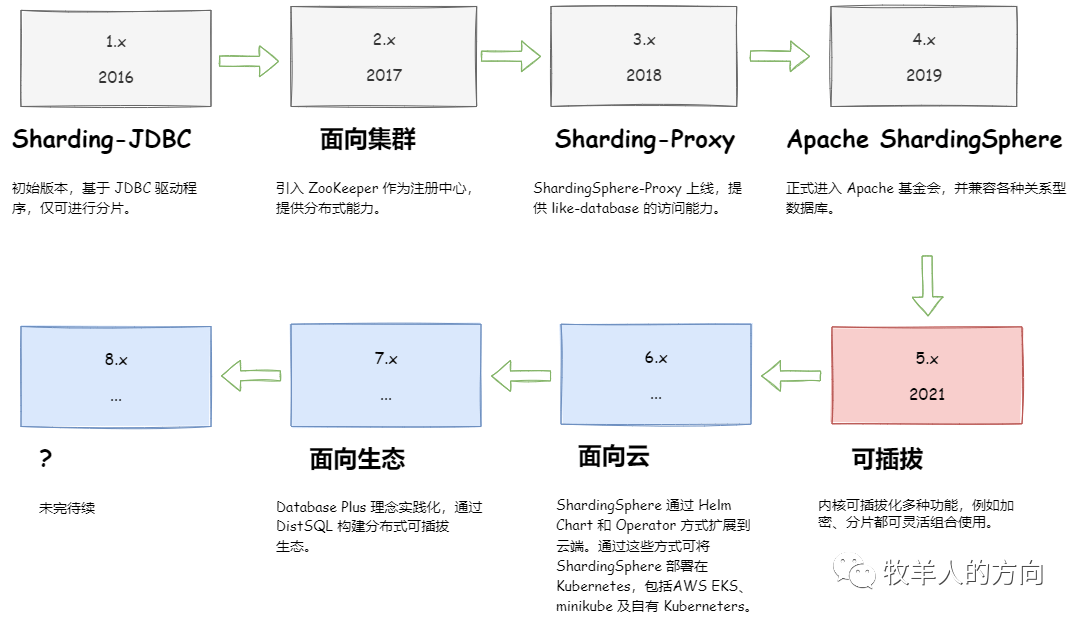 1.x
2016
Sharding-JDBC
初始版本，基于 JDBC 驱动程
序，仅可进行分片。
2.x
2017
面向集群
引入 ZooKeeper 作为注册中心，
提供分布式能力。
3.x
2018
Sharding-Proxy
ShardingSphere-Proxy 上线，提
供 like-database 的访问能力。
4.x
2019
Apache ShardingSphere
正式进入 Apache 基金会，并兼容各种关系型
数据库。
5.x
2021
可插拔
内核可插拔化多种功能，例如加
密、分片都可灵活组合使用。
6.x
...
面向云
ShardingSphere 通过 Helm
Chart 和 Operator 方式扩展到
云端。通过这些方式可将
ShardingSphere 部署在
Kubernetes，包括AWS EKS、
minikube 及自有 Kuberneters。
7.x
...
面向生态
Database Plus 理念实践化，通过
DistSQL 构建分布式可插拔
生态。
8.x
...
?
未完待续
牧羊人的方向